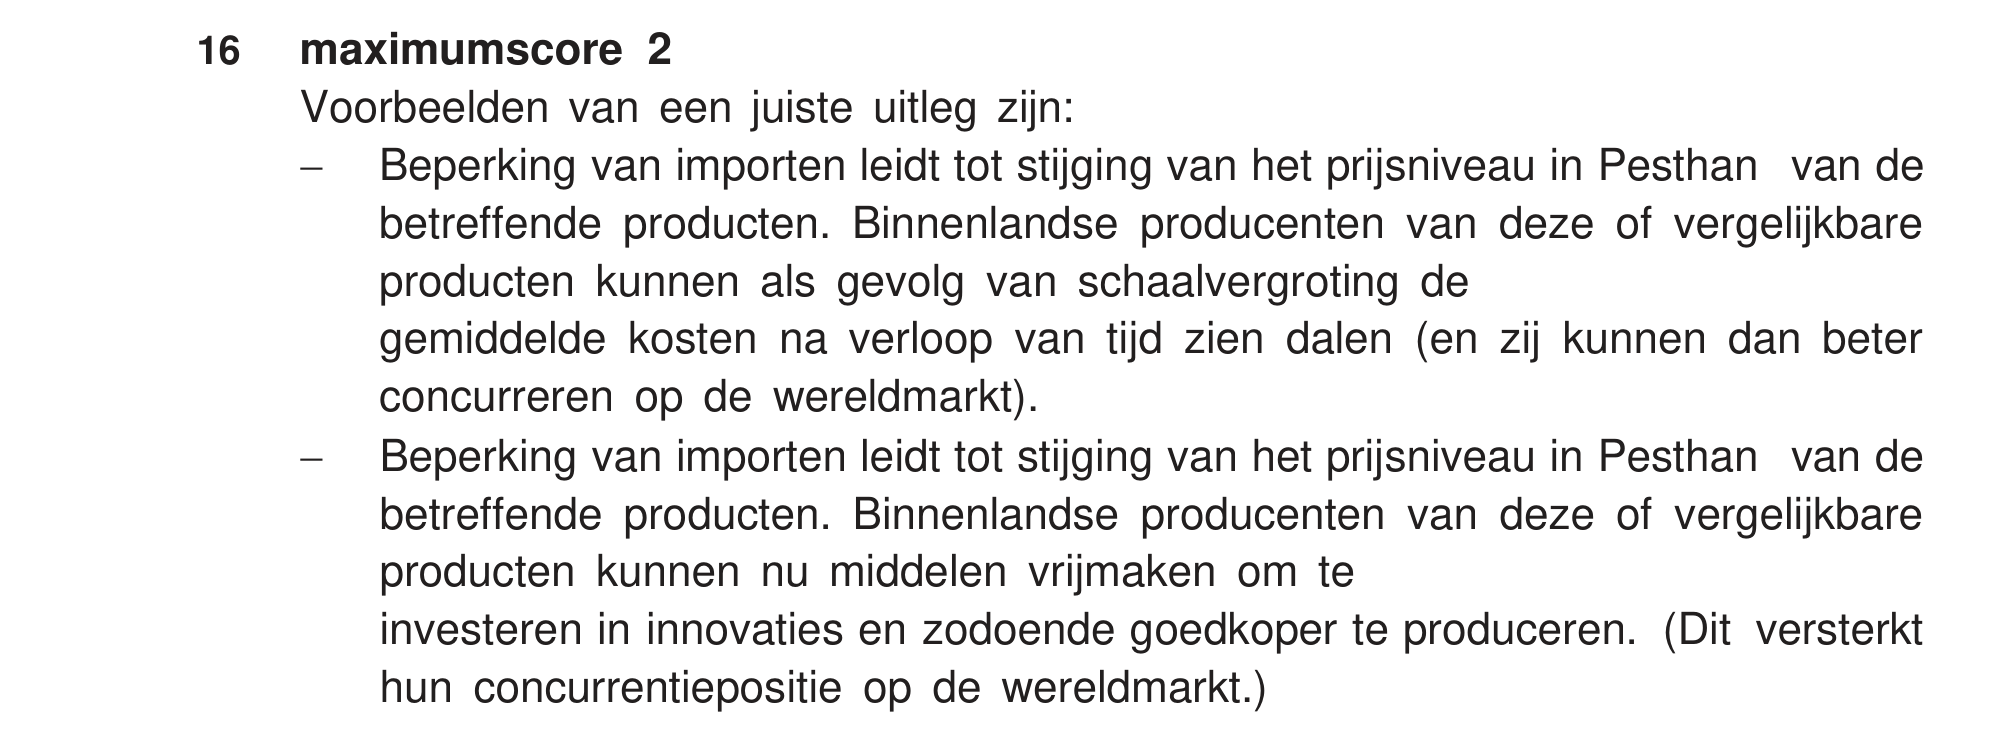 16 maximumscore 2
Voorbeelden van een juiste uitleg zijn:
– Beperking van importen leidt tot stijging van het prijsniveau in Pesthan van de
betreffende producten. Binnenlandse producenten van deze of vergelijkbare
producten kunnen als gevolg van schaalvergroting de
gemiddelde kosten na verloop van tijd zien dalen (en zij kunnen dan beter
concurreren op de wereldmarkt).
– Beperking van importen leidt tot stijging van het prijsniveau in Pesthan van de
betreffende producten. Binnenlandse producenten van deze of vergelijkbare
producten kunnen nu middelen vrijmaken om te
investeren in innovaties en zodoende goedkoper te produceren. (Dit versterkt
hun concurrentiepositie op de wereldmarkt.)